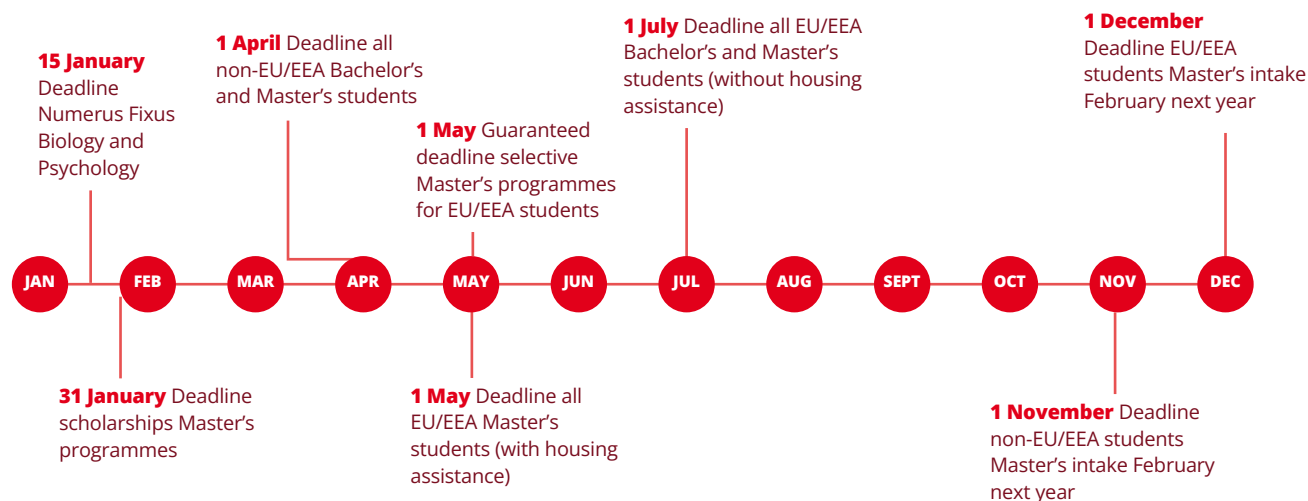 15 January
Deadline
Numerus Fixus
Biology and
Psychology
1 April Deadline all
non-EU/EEA Bachelor's
and Master's students
1 May Guaranteed
deadline selective
Master's programmes
for EU/EEA students
1 July Deadline all EU/EEA
Bachelor's and Master's
students (without housing
assistance)
1 December
Deadline EU/EEA
students Master's intake
February next year
JAN
FEB
MAR
APR
MAY
JUN
JUL
AUG
SEPT
OCT
NOV
DEC
31 January Deadline
scholarships Master's
programmes
1 May Deadline all
EU/EEA Master's
students (with housing
assistance)
1 November Deadline
non-EU/EEA students
Master's intake February
next year